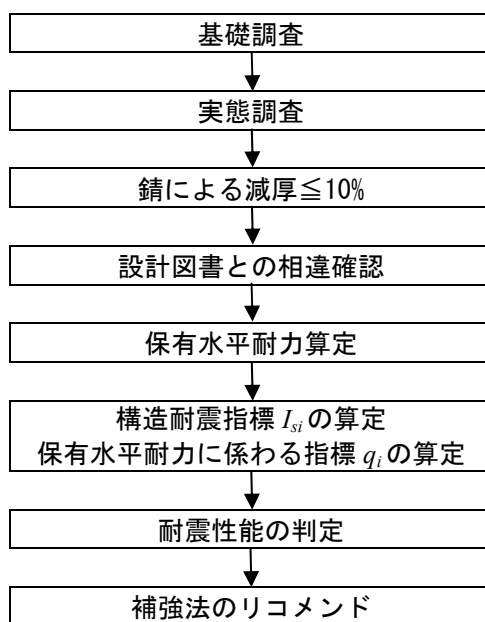 基礎調査
実態調査
錆による減厚≦10%
設計図書との相違確認
保有水平耐力算定
構造耐震指標 Isi の算定
保有水平耐力に係わる指標 qi の算定
耐震性能の判定
補強法のリコメンド